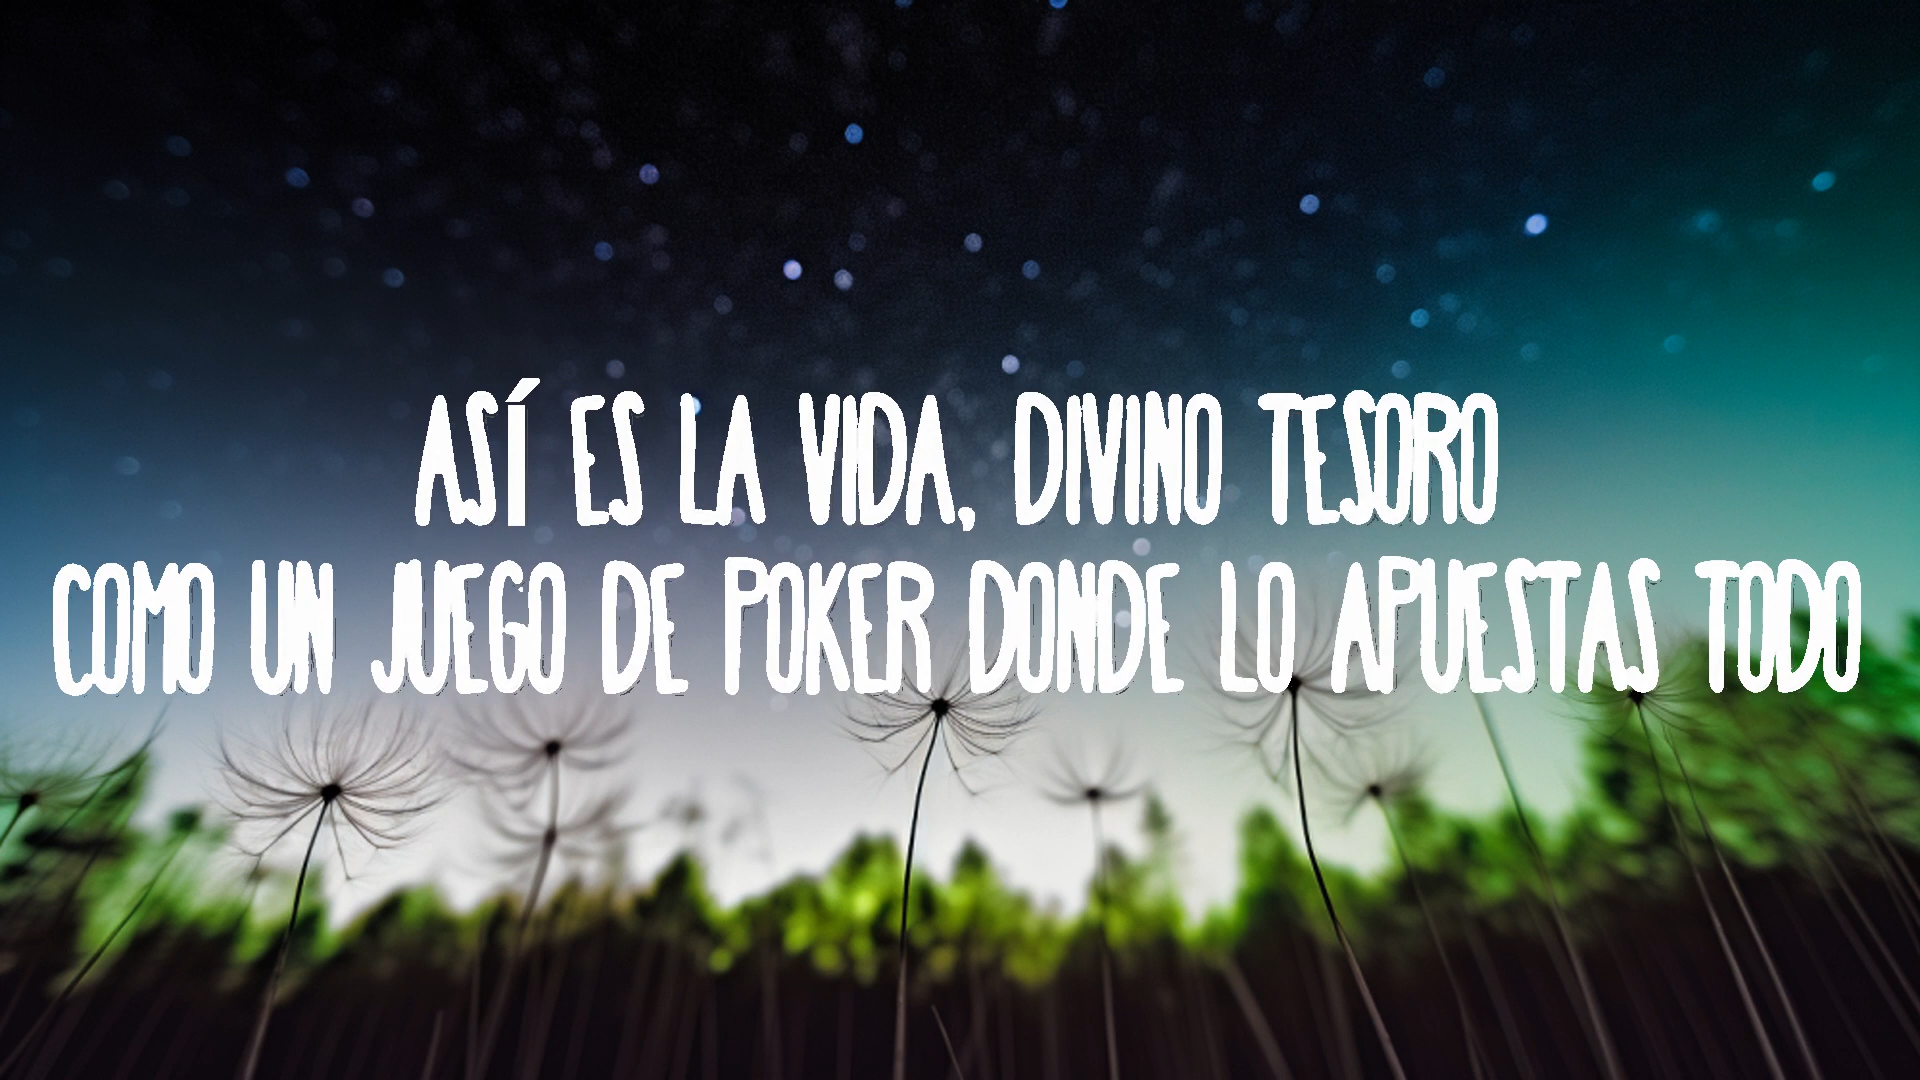 ASÍ ES LA VIDA, DIVINO TESORO
COMO UN JUEGO DE POKER DONDE LO APUESTAS TODO